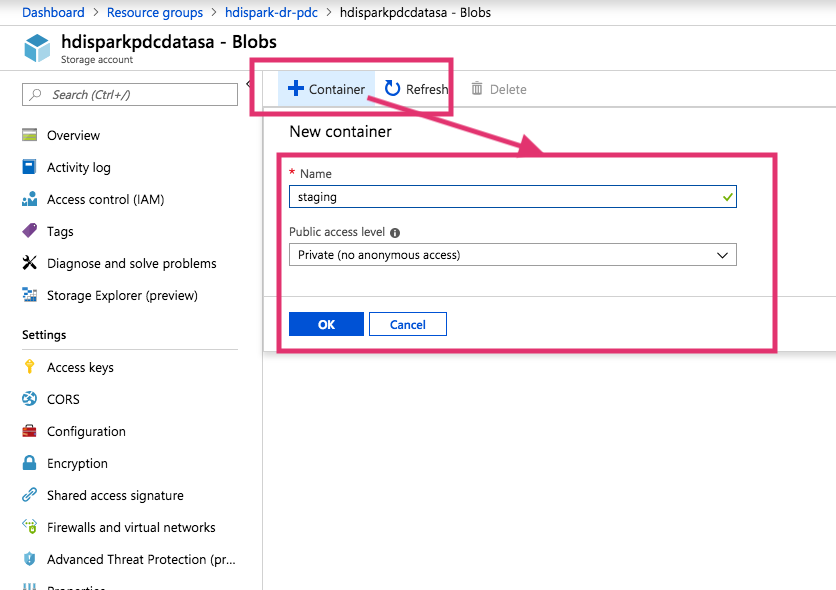 Dashboard > Resource groups > hdispark-dr-pdc > hdisparkpdcdatasa - Blobs
hdisparkpdcdatasa - Blobs
Storage account
Search (Ctrl+/)
Overview
Activity log
Access control (IAM)
Tags
Diagnose and solve problems
Storage Explorer (preview)
Settings
Access keys
CORS
Configuration
Encryption
Shared access signature
Firewalls and virtual networks
Advanced Threat Protection (pr...
Properties
Container Refresh Delete
New container
* Name
staging
Public access level
Private (no anonymous access)
OK Cancel